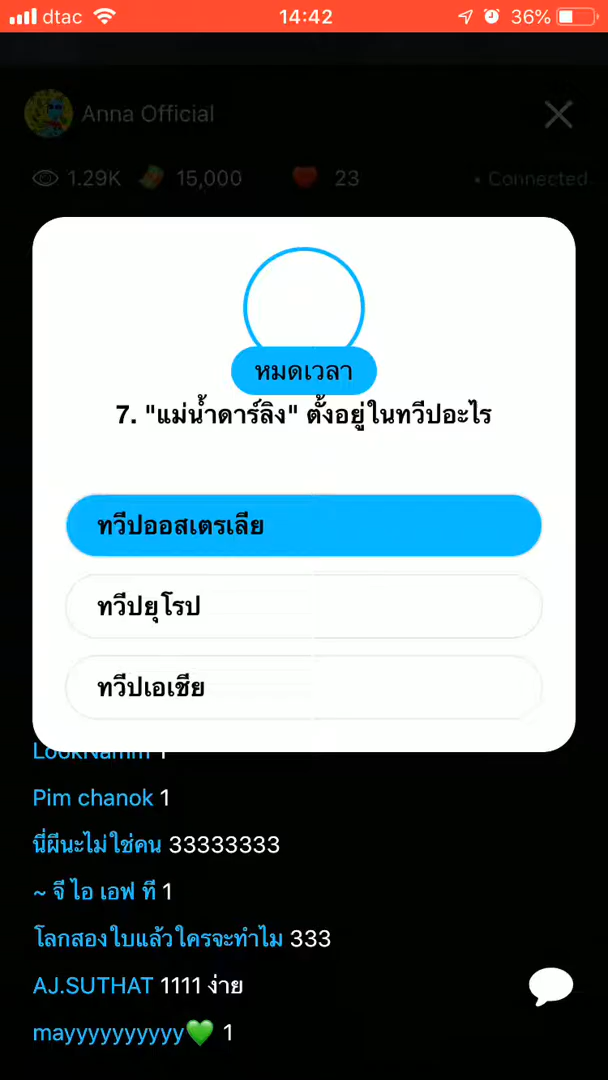 dtac 14:42 36%
Anna Official
1.29K 15,000 23 • Connected
หมดเวลา
7. "แม่น้ำดาร์ลิง" ตั้งอยู่ในทวีปอะไร
ทวีปออสเตรเลีย
ทวีปยุโรป
ทวีปเอเชีย
LookNamm 1
Pim chanok 1
นี่ผีนะไม่ใช่คน 33333333
~ จี ไอ เอฟ ที 1
โลกสองใบแล้วใครจะทำไม 333
AJ.SUTHAT 1111 ง่าย
mayyyyyyyyyy💚 1